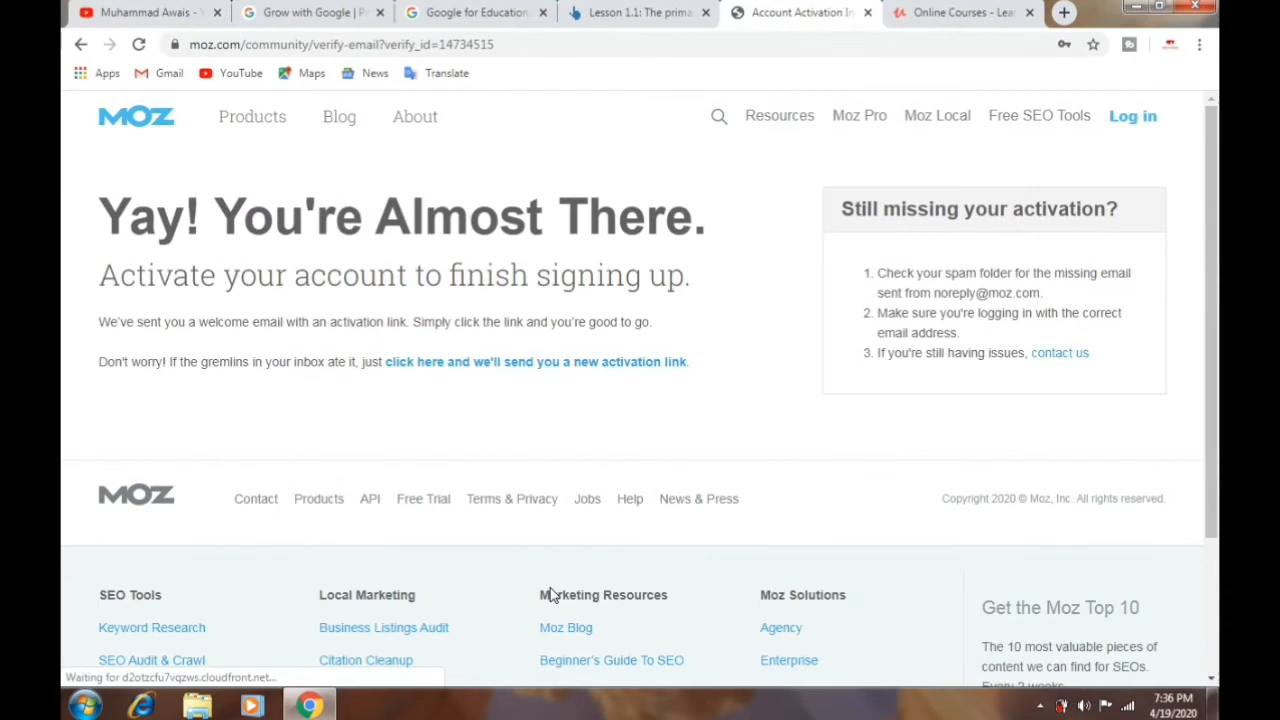 Muhammad Awais -
Grow with Google |
Google for Education
Lesson 1.1: The prima
Account Activation In
Online Courses - Lea
moz.com/community/verify-email?verify_id=14734515
Apps
Gmail
YouTube
Maps
News
Translate
MOZ
Products
Blog
About
Resources
Moz Pro
Moz Local
Free SEO Tools
Log in
Yay! You're Almost There.
Activate your account to finish signing up.
We've sent you a welcome email with an activation link. Simply click the link and you're good to go.
Don't worry! If the gremlins in your inbox ate it, just click here and we'll send you a new activation link.
Still missing your activation?
1. Check your spam folder for the missing email
sent from noreply@moz.com.
2. Make sure you're logging in with the correct
email address.
3. If you're still having issues, contact us
MOZ
Contact
Products
API
Free Trial
Terms & Privacy
Jobs
Help
News & Press
Copyright 2020 © Moz, Inc. All rights reserved.
SEO Tools
Keyword Research
SEO Audit & Crawl
Local Marketing
Business Listings Audit
Citation Cleanup
Marketing Resources
Moz Blog
Beginner's Guide To SEO
Moz Solutions
Agency
Enterprise
Get the Moz Top 10
The 10 most valuable pieces of
content we can find for SEOs.
Every 2 weeks
Waiting for d2otzcfu7vqzws.cloudfront.net...
7:36 PM
4/19/2020